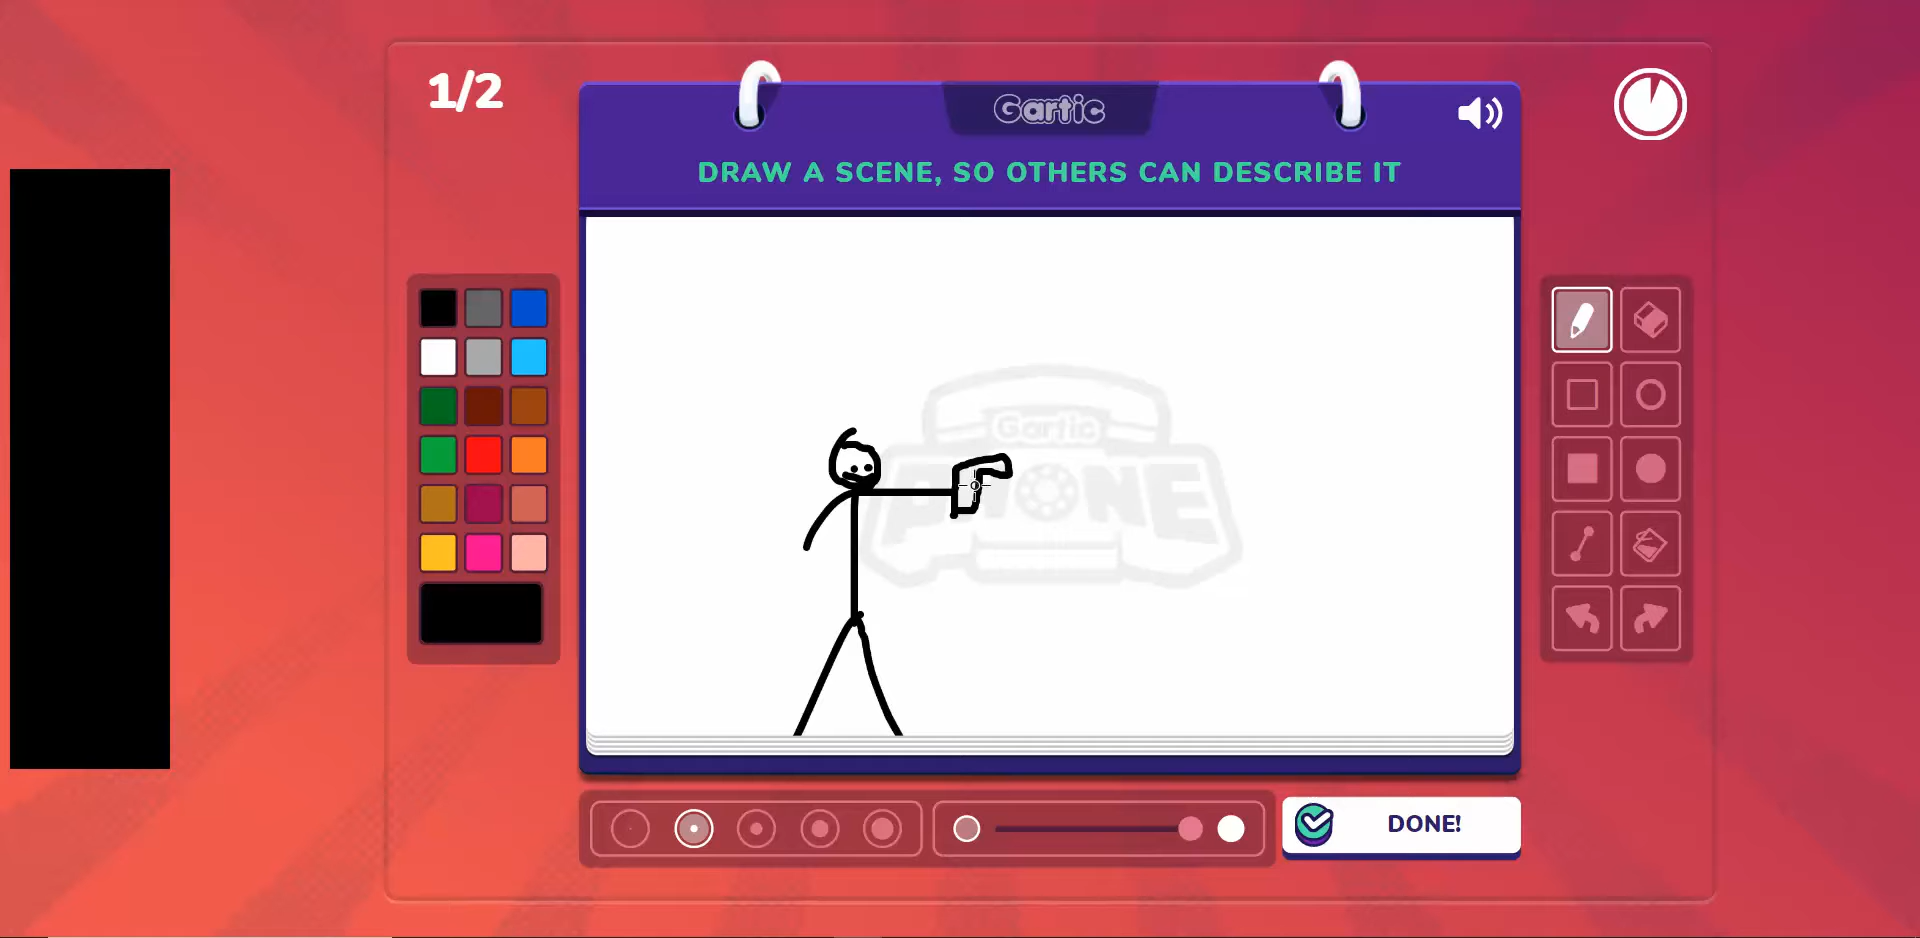 1/2
Gartic
DRAW A SCENE, SO OTHERS CAN DESCRIBE IT
Gartic
PHONE
DONE!